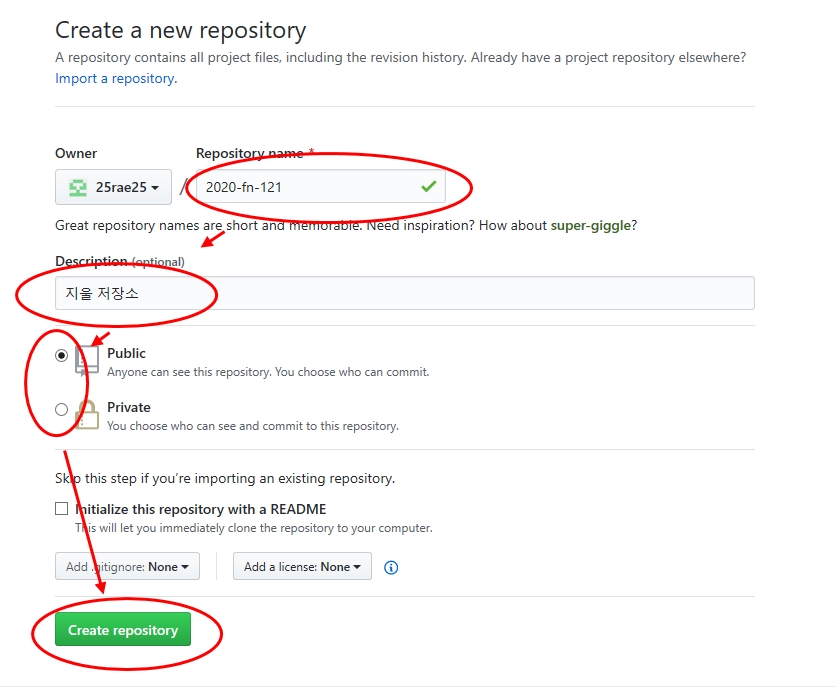 Create a new repository
A repository contains all project files, including the revision history. Already have a project repository elsewhere?
Import a repository.
Owner
Repository name *
25rae25
/
2020-fn-121
Great repository names are short and memorable. Need inspiration? How about super-giggle?
Description (optional)
지울 저장소
Public
Anyone can see this repository. You choose who can commit.
Private
You choose who can see and commit to this repository.
Skip this step if you’re importing an existing repository.
Initialize this repository with a README
This will let you immediately clone the repository to your computer.
Add .gitignore: None
Add a license: None
Create repository